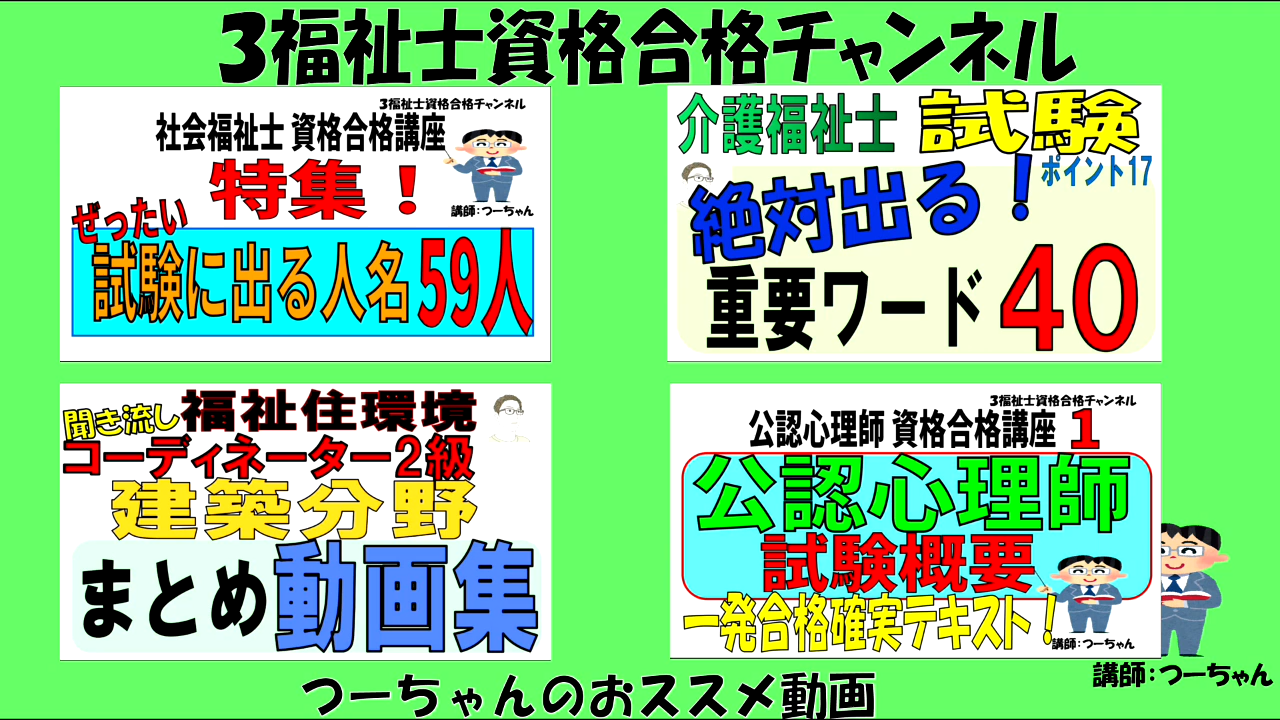 3福祉士資格合格チャンネル
3福祉士資格合格チャンネル
社会福祉士 資格合格講座
特集！
講師：つーちゃん
ぜったい
試験に出る人名59人
介護福祉士 試験
ポイント17
絶対出る！
重要ワード40
聞き流し福祉住環境
コーディネーター2級
建築分野
まとめ動画集
3福祉士資格合格チャンネル
公認心理師 資格合格講座 1
公認心理師
試験概要
一発合格確実テキスト！
講師：つーちゃん
講師：つーちゃん
つーちゃんのおススメ動画